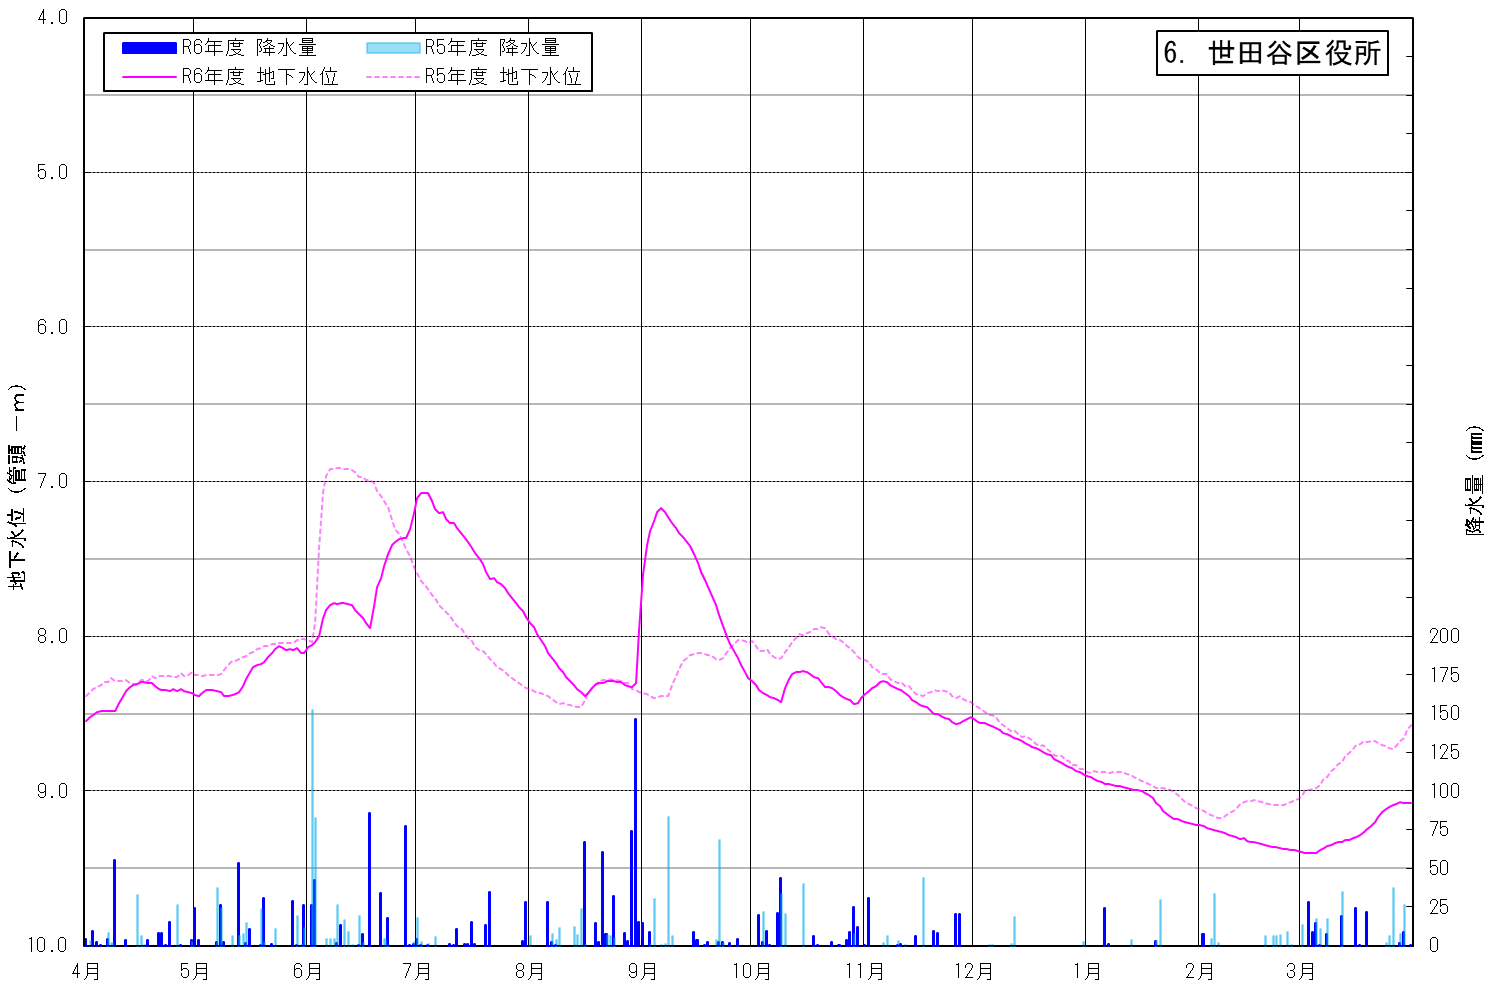 R6年度 降水量
R5年度 降水量
R6年度 地下水位
R5年度 地下水位
6. 世田谷区役所
4.0
5.0
6.0
7.0
8.0
9.0
10.0
地下水位 (管頭 -m)
200
175
150
125
100
75
50
25
0
降水量 (mm)
4月
5月
6月
7月
8月
9月
10月
11月
12月
1月
2月
3月